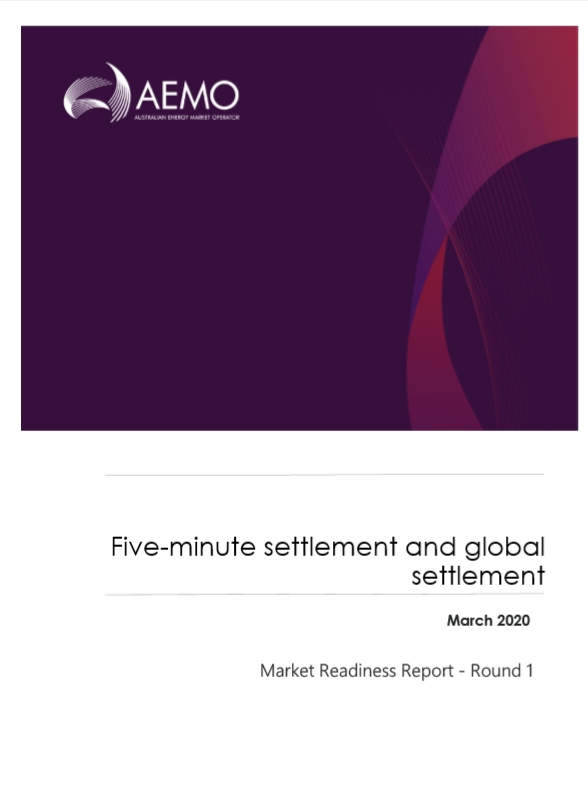 AEMO
AUSTRALIAN ENERGY MARKET OPERATOR
Five-minute settlement and global
settlement
March 2020
Market Readiness Report - Round 1